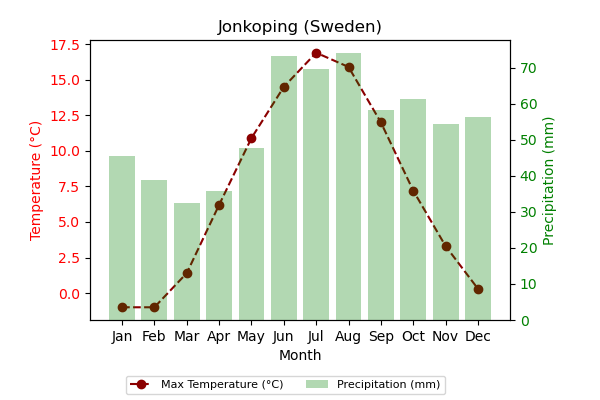 Jonkoping (Sweden)
17.5
15.0
12.5
10.0
7.5
5.0
2.5
0.0
Temperature (°C)
70
60
50
40
30
20
10
0
Precipitation (mm)
Jan Feb Mar Apr May Jun Jul Aug Sep Oct Nov Dec
Month
Max Temperature (°C) Precipitation (mm)